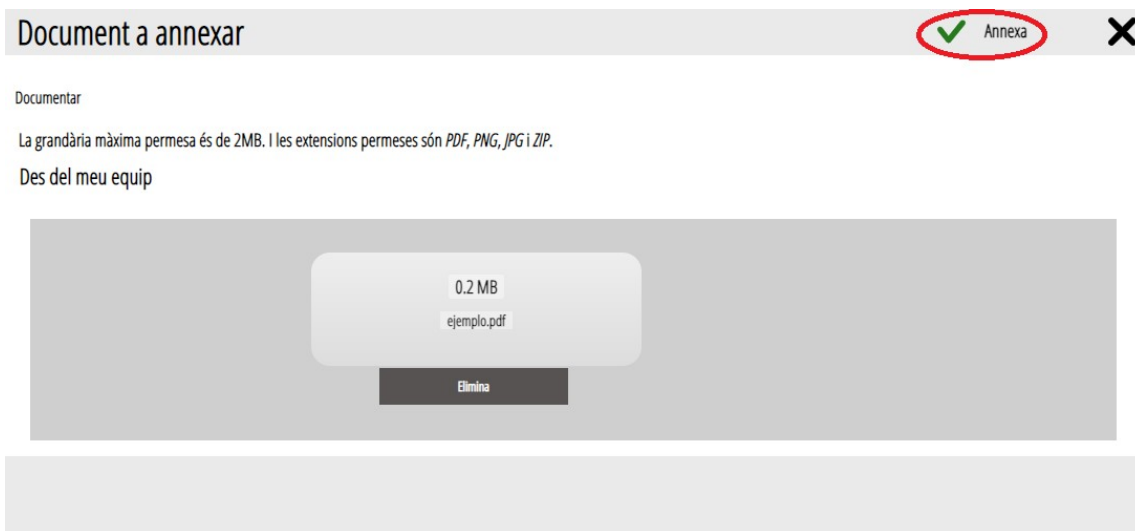 Document a annexar
Annexa
Documentar
La grandària màxima permesa és de 2MB. I les extensions permeses són PDF, PNG, JPG i ZIP.
Des del meu equip
0.2 MB
ejemplo.pdf
Elimina